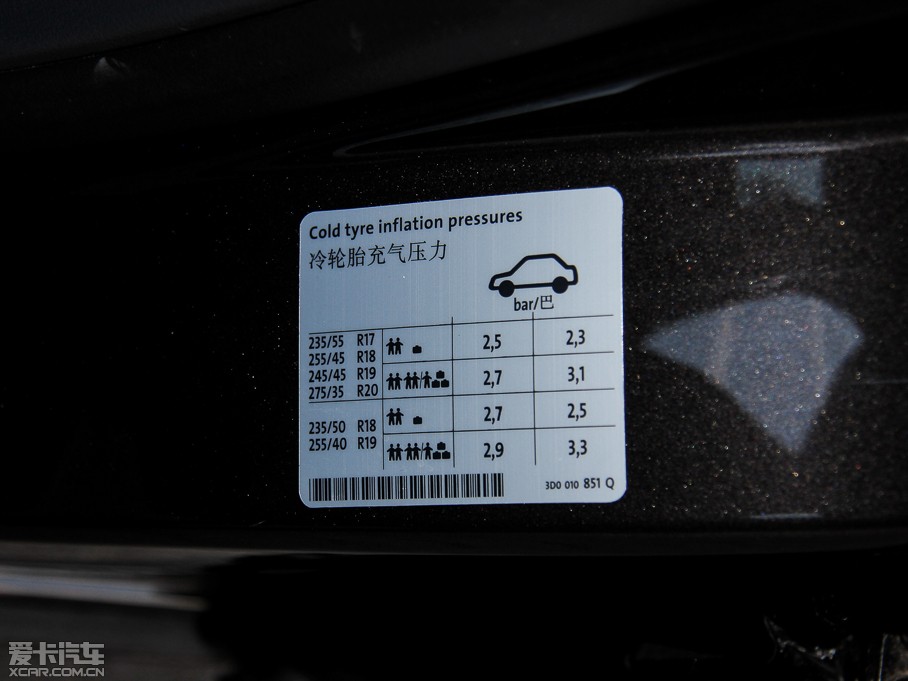 Cold tyre inflation pressures
冷轮胎充气压力
bar/巴
235/55 R17
255/45 R18
245/45 R19
275/35 R20
2,5 2,3
2,7 3,1
235/50 R18
255/40 R19
2,7 2,5
2,9 3,3
3D0 010 851 Q
爱卡汽车
XCAR.COM.CN